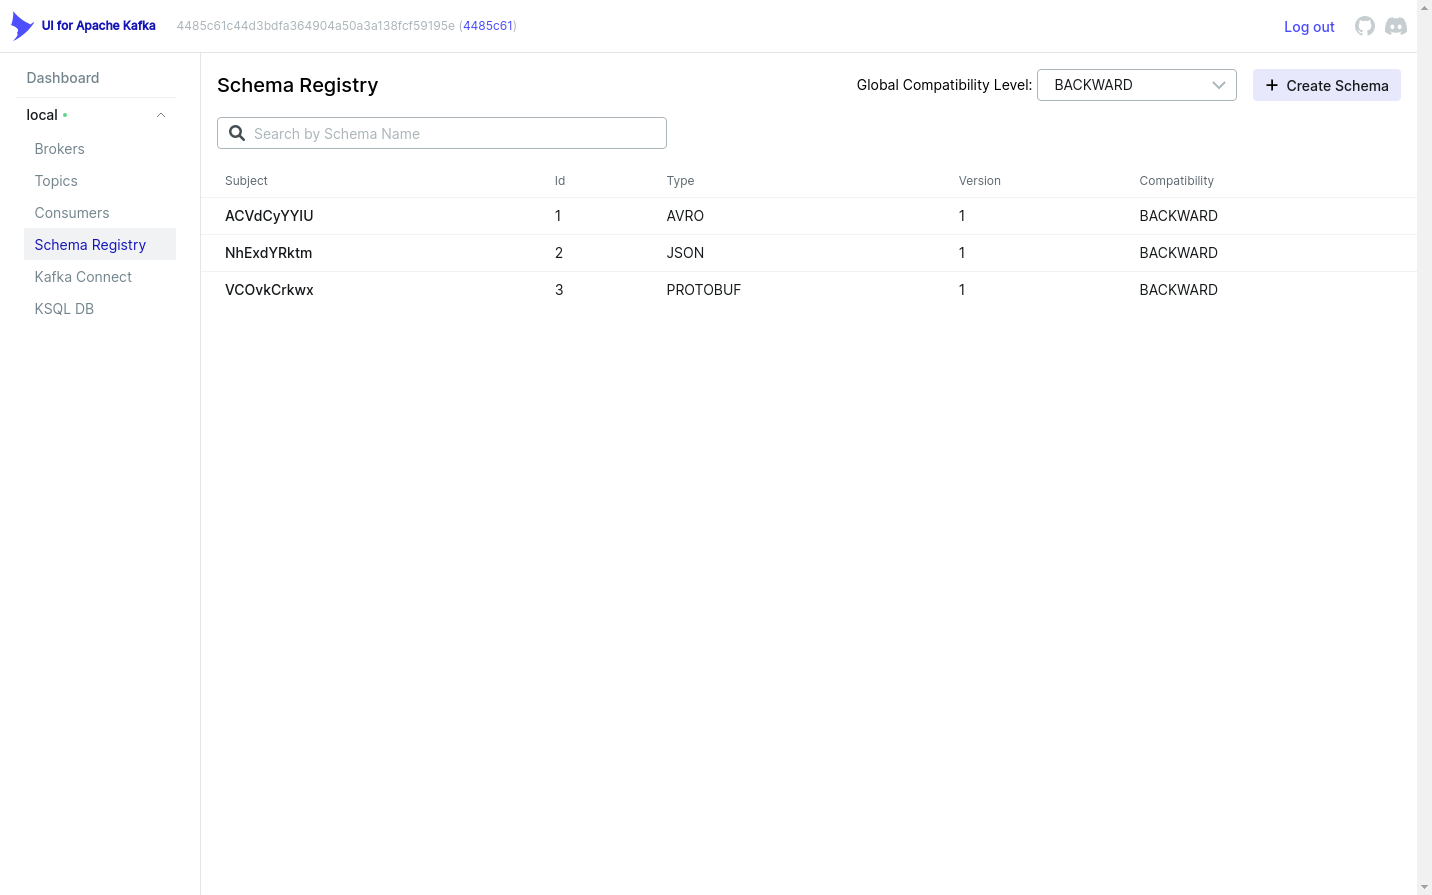 UI for Apache Kafka 4485c61c44d3bdfa364904a50a3a138fcf59195e (4485c61) Log out
Dashboard
local
Brokers
Topics
Consumers
Schema Registry
Kafka Connect
KSQL DB
Schema Registry
Global Compatibility Level: BACKWARD
Create Schema
Search by Schema Name
Subject Id Type Version Compatibility
ACVdCyYYIU 1 AVRO 1 BACKWARD
NhExdYRktm 2 JSON 1 BACKWARD
VCOvkCrkwx 3 PROTOBUF 1 BACKWARD